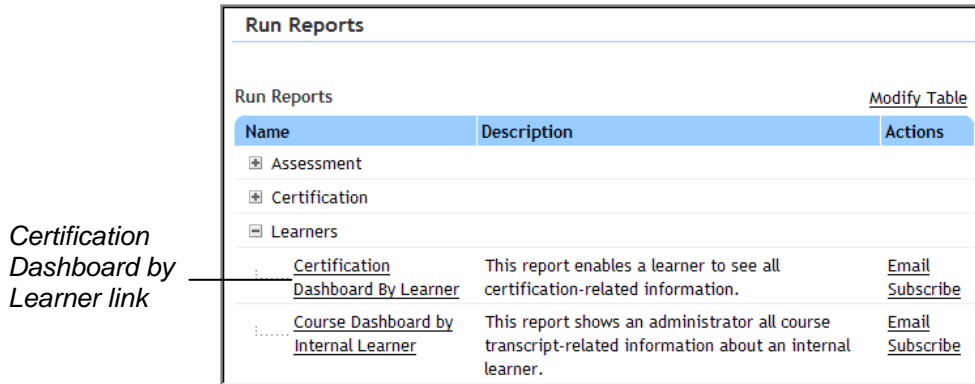 Run Reports
Run Reports
Modify Table
Name Description Actions
Assessment
Certification
Learners
Certification
Dashboard By Learner
This report enables a learner to see all
certification-related information.
Email
Subscribe
Course Dashboard by
Internal Learner
This report shows an administrator all course
transcript-related information about an internal
learner.
Email
Subscribe
Certification
Dashboard by
Learner link